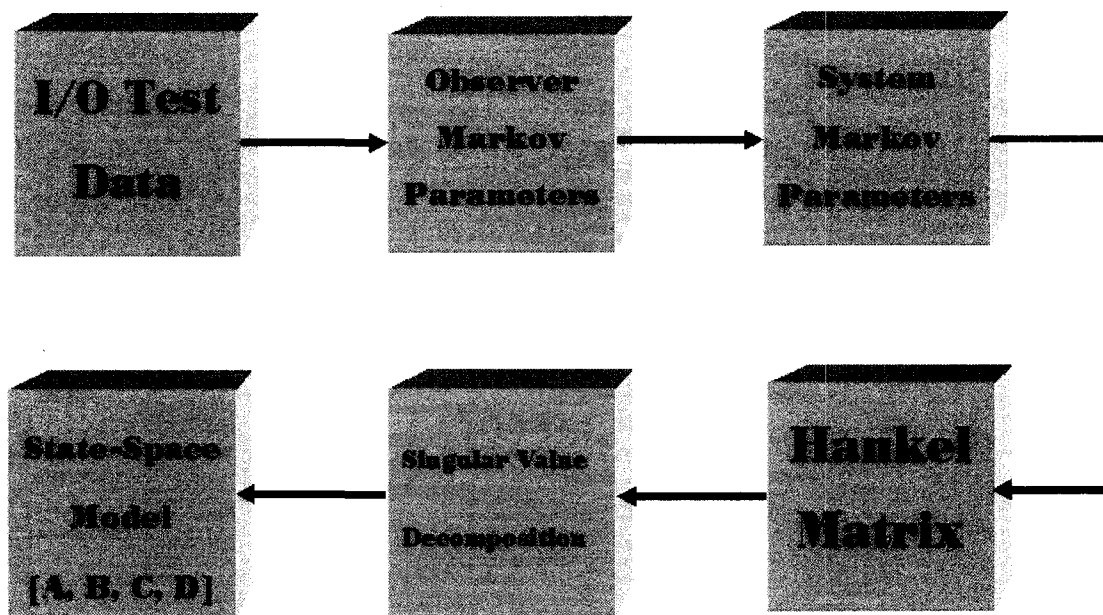 I/O Test
Data
Observer
Markov
Parameters
System
Markov
Parameters
Hankel
Matrix
Singular Value
Decomposition
State-Space
Model
[A, B, C, D]